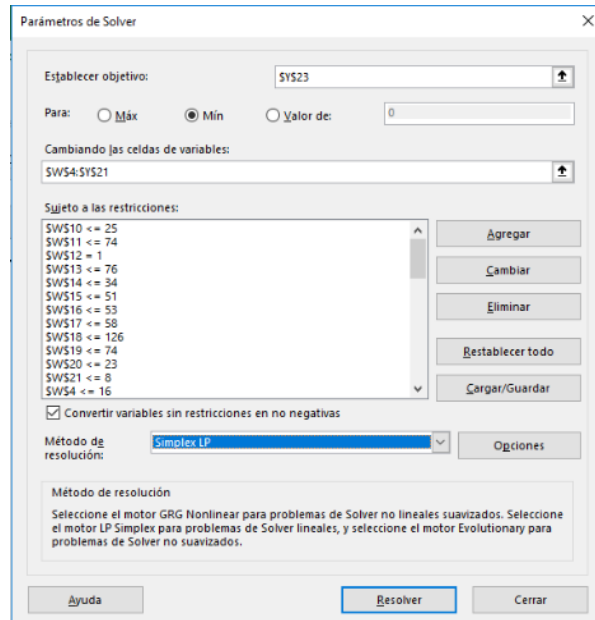 Parámetros de Solver
Establecer objetivo: $Y$23
Para: Máx Mín Valor de: 0
Cambiando las celdas de variables:
$W$4:$Y$21
Sujeto a las restricciones:
$W$10 <= 25
$W$11 <= 74
$W$12 = 1
$W$13 <= 76
$W$14 <= 34
$W$15 <= 51
$W$16 <= 53
$W$17 <= 58
$W$18 <= 126
$W$19 <= 74
$W$20 <= 23
$W$21 <= 8
$W$4 <= 16
Agregar
Cambiar
Eliminar
Restablecer todo
Cargar/Guardar
Convertir variables sin restricciones en no negativas
Método de
resolución:
Simplex LP
Opciones
Método de resolución
Seleccione el motor GRG Nonlinear para problemas de Solver no lineales suavizados. Seleccione
el motor LP Simplex para problemas de Solver lineales, y seleccione el motor Evolutionary para
problemas de Solver no suavizados.
Ayuda Resolver Cerrar